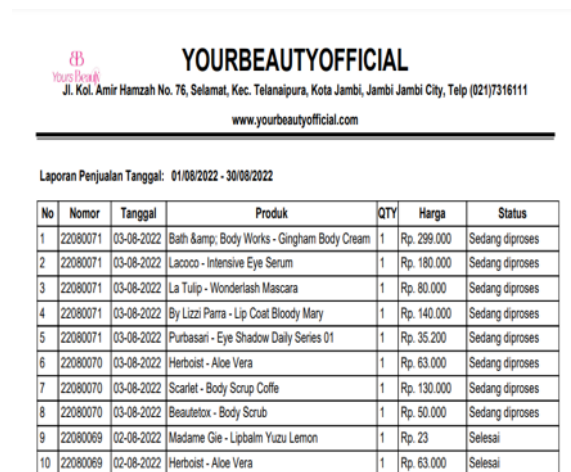 YB
Yours Beauty
YOURBEAUTYOFFICIAL
Jl. Kol. Amir Hamzah No. 76, Selamat, Kec. Telanaipura, Kota Jambi, Jambi Jambi City, Telp (021)7316111
www.yourbeautyofficial.com
Laporan Penjualan Tanggal: 01/08/2022 - 30/08/2022
No Nomor Tanggal Produk QTY Harga Status
1 22080071 03-08-2022 Bath &amp; Body Works - Gingham Body Cream 1 Rp. 299.000 Sedang diproses
2 22080071 03-08-2022 Lacoco - Intensive Eye Serum 1 Rp. 180.000 Sedang diproses
3 22080071 03-08-2022 La Tulip - Wonderlash Mascara 1 Rp. 80.000 Sedang diproses
4 22080071 03-08-2022 By Lizzi Parra - Lip Coat Bloody Mary 1 Rp. 140.000 Sedang diproses
5 22080071 03-08-2022 Purbasari - Eye Shadow Daily Series 01 1 Rp. 35.200 Sedang diproses
6 22080070 03-08-2022 Herboist - Aloe Vera 1 Rp. 63.000 Sedang diproses
7 22080070 03-08-2022 Scarlet - Body Scrup Coffe 1 Rp. 130.000 Sedang diproses
8 22080070 03-08-2022 Beautetox - Body Scrub 1 Rp. 50.000 Sedang diproses
9 22080069 02-08-2022 Madame Gie - Lipbalm Yuzu Lemon 1 Rp. 23 Selesai
10 22080069 02-08-2022 Herboist - Aloe Vera 1 Rp. 63.000 Selesai